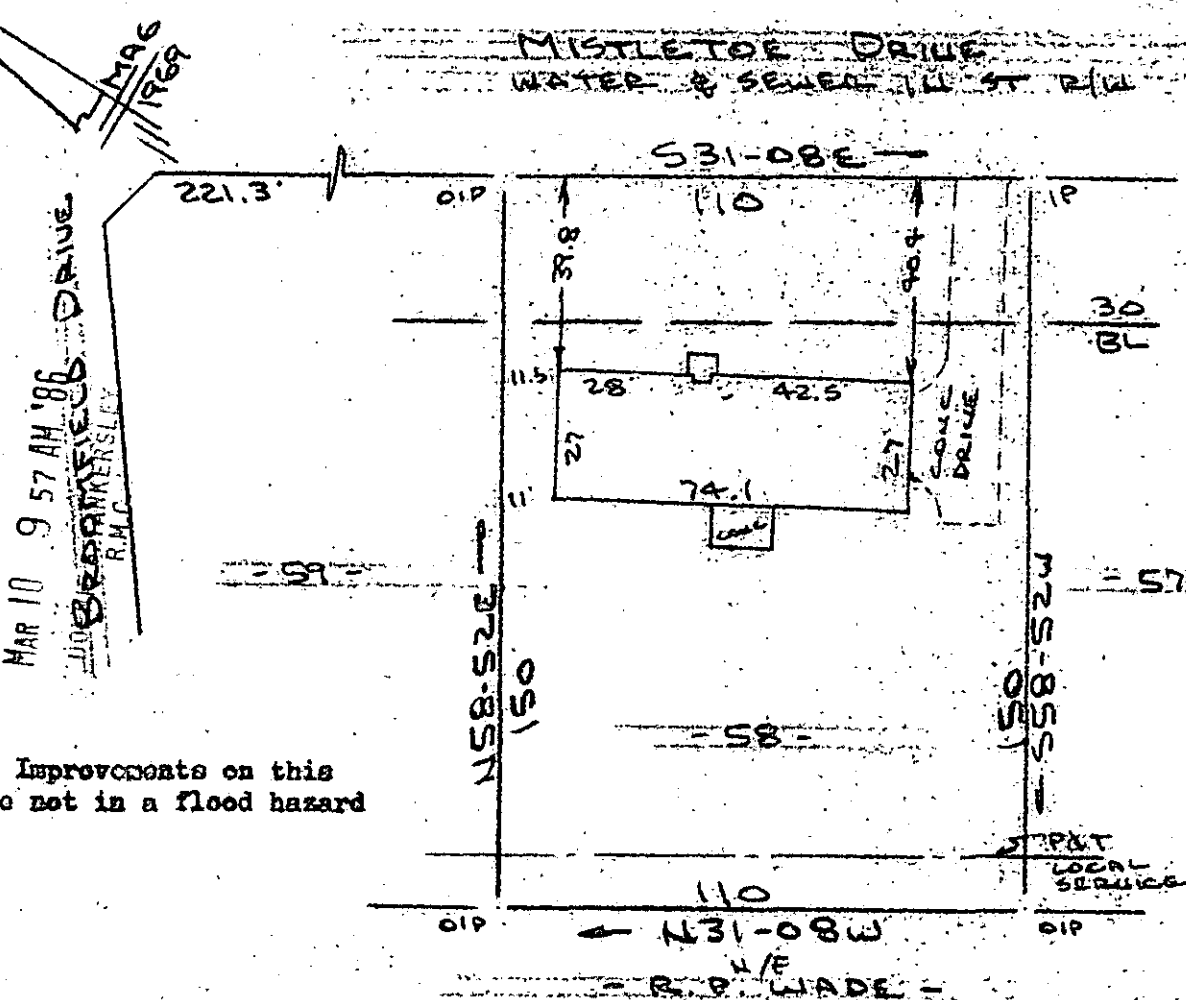 MISTLETOE DRIVE
WATER & SEWER IN ST R/W
MAG
1969
S31-08E
221.3'
OIP
110
IP
39.8
40.4
30
BL
11.5
28
42.5
CONC
DRIVE
27
27
11'
74.1
CONC
MAR 10 9 57 AM '86
BROAMFIELD DRIVE
R.M.C.
- 59 -
- 57
N58-52E
150
150
S58-52W
- 58 -
Improvements on this
not in a flood hazard
P&T
LOCAL
SERVICE
110
OIP
N31-08W
OIP
N/F
- R. P. WADE -